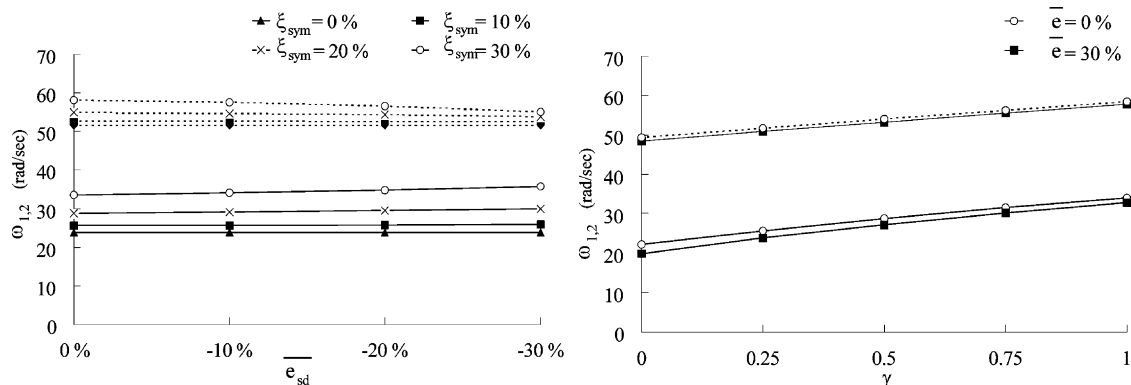 ξsym = 0 %
ξsym = 10 %
ξsym = 20 %
ξsym = 30 %
70
60
50
40
30
20
10
0
ω1,2 (rad/sec)
0 %
-10 %
-20 %
-30 %
esd
e = 0 %
e = 30 %
70
60
50
40
30
20
10
0
ω1,2 (rad/sec)
0
0.25
0.5
0.75
1
γ